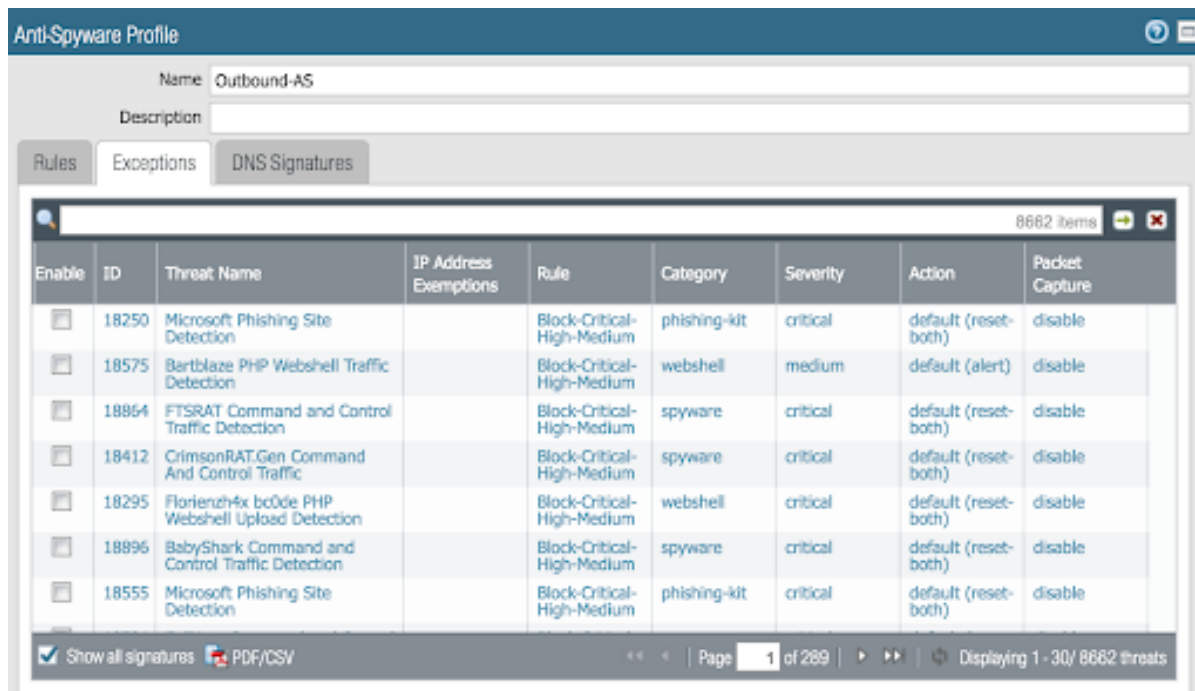 Anti-Spyware Profile
Name Outbound-AS
Description
Rules Exceptions DNS Signatures
8662 items
Enable ID Threat Name IP Address Exemptions Rule Category Severity Action Packet Capture
18250 Microsoft Phishing Site Detection Block-Critical-High-Medium phishing-kit critical default (reset-both) disable
18575 Bartblaze PHP Webshell Traffic Detection Block-Critical-High-Medium webshell medium default (alert) disable
18864 FTSRAT Command and Control Traffic Detection Block-Critical-High-Medium spyware critical default (reset-both) disable
18412 CrimsonRAT.Gen Command And Control Traffic Block-Critical-High-Medium spyware critical default (reset-both) disable
18295 Florienzh4x bc0de PHP Webshell Upload Detection Block-Critical-High-Medium webshell critical default (reset-both) disable
18896 BabyShark Command and Control Traffic Detection Block-Critical-High-Medium spyware critical default (reset-both) disable
18555 Microsoft Phishing Site Detection Block-Critical-High-Medium phishing-kit critical default (reset-both) disable
Show all signatures PDF/CSV Page 1 of 289 Displaying 1 - 30/ 8662 threats